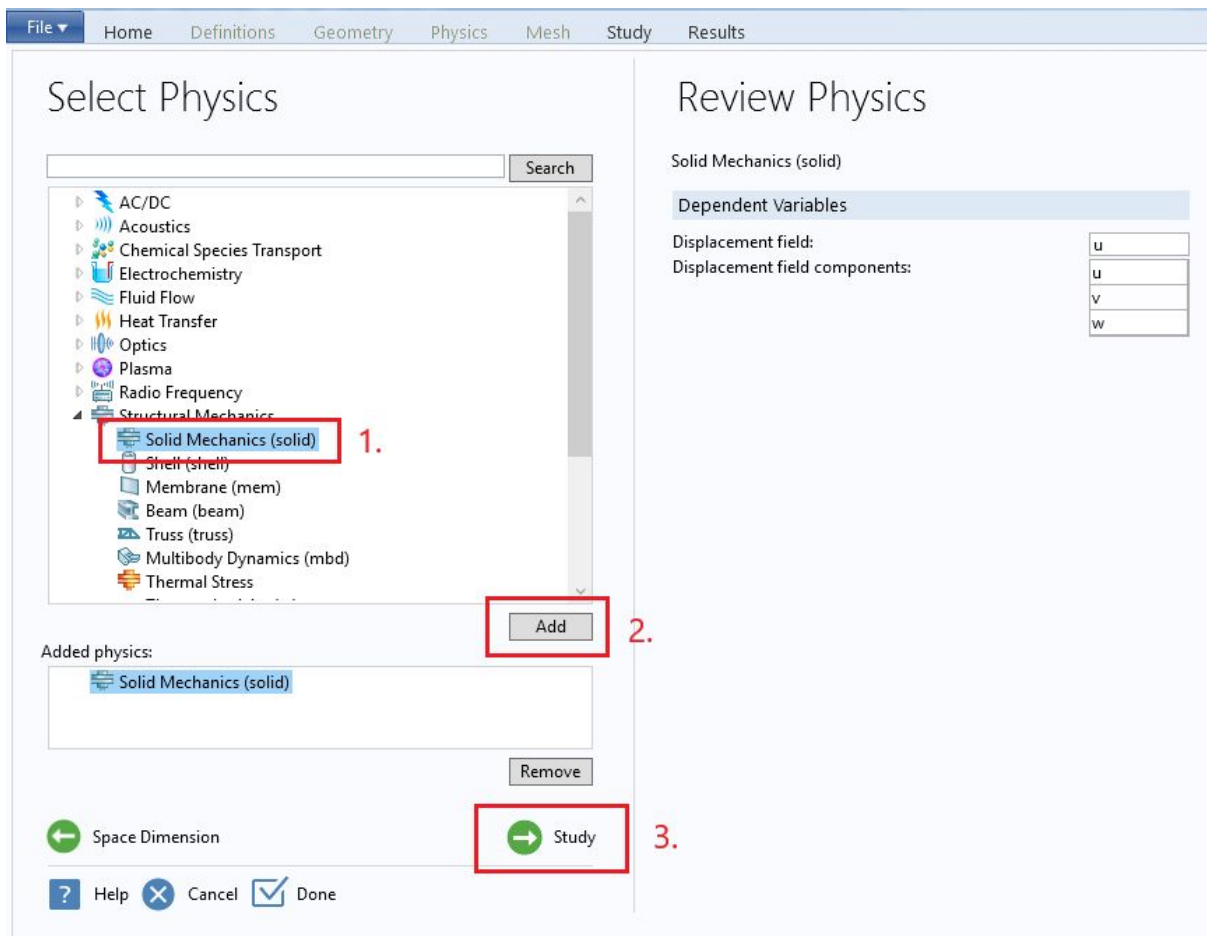 File Home Definitions Geometry Physics Mesh Study Results
Select Physics
Search
AC/DC
Acoustics
Chemical Species Transport
Electrochemistry
Fluid Flow
Heat Transfer
Optics
Plasma
Radio Frequency
Structural Mechanics
Solid Mechanics (solid)
1.
Shell (shell)
Membrane (mem)
Beam (beam)
Truss (truss)
Multibody Dynamics (mbd)
Thermal Stress
Add
2.
Added physics:
Solid Mechanics (solid)
Remove
Space Dimension
Study
3.
? Help Cancel Done
Review Physics
Solid Mechanics (solid)
Dependent Variables
Displacement field: u
Displacement field components: u
v
w